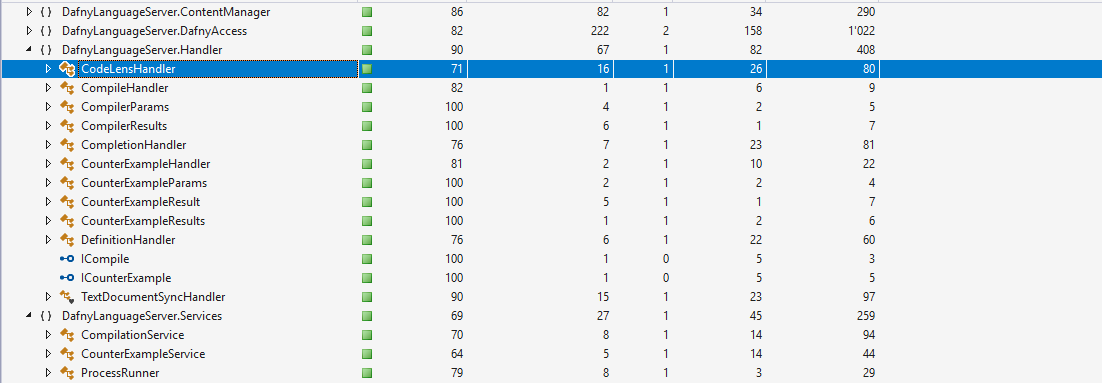 DafnyLanguageServer.ContentManager 86 82 1 34 290
DafnyLanguageServer.DafnyAccess 82 222 2 158 1'022
DafnyLanguageServer.Handler 90 67 1 82 408
CodeLensHandler 71 16 1 26 80
CompileHandler 82 1 1 6 9
CompilerParams 100 4 1 2 5
CompilerResults 100 6 1 1 7
CompletionHandler 76 7 1 23 81
CounterExampleHandler 81 2 1 10 22
CounterExampleParams 100 2 1 2 4
CounterExampleResult 100 5 1 1 7
CounterExampleResults 100 1 1 2 6
DefinitionHandler 76 6 1 22 60
ICompile 100 1 0 5 3
ICounterExample 100 1 0 5 5
TextDocumentSyncHandler 90 15 1 23 97
DafnyLanguageServer.Services 69 27 1 45 259
CompilationService 70 8 1 14 94
CounterExampleService 64 5 1 14 44
ProcessRunner 79 8 1 3 29